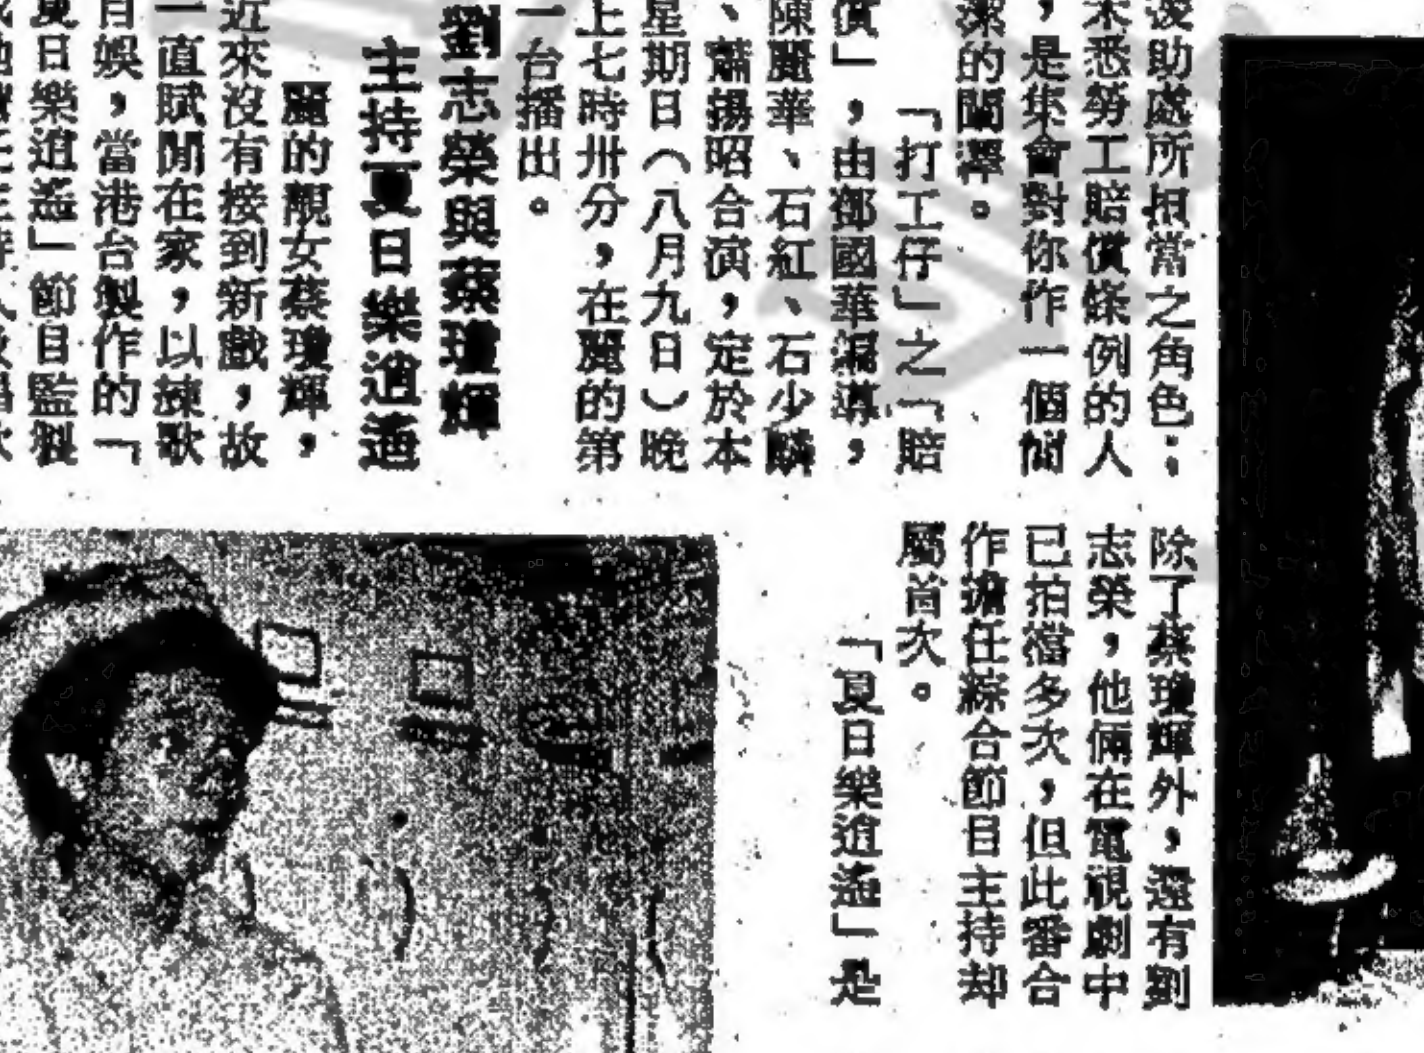 援助處所担當之角色；
未悉勞工賠償條例的人
，是集會對你作一個簡
潔的闡釋。
「打工仔」之「賠
償」，由鄧國華編導，
陳麗華、石紅、石少麟
、蕭揚昭合演，定於本
星期日（八月九日）晚
上七時卅分，在麗的第
一台播出。
劉志榮與蔡瓊輝
主持夏日樂逍遙
麗的靚女蔡瓊輝，
近來沒有接到新戲，故
一直賦閒在家，以練歌
自娛，當港台製作的「
夏日樂逍遙」節目監製
除了蔡瓊輝外，還有劉
志榮，他倆在電視劇中
已拍檔多次，但此番合
作擔任綜合節目主持却
屬首次。
「夏日樂逍遙」是